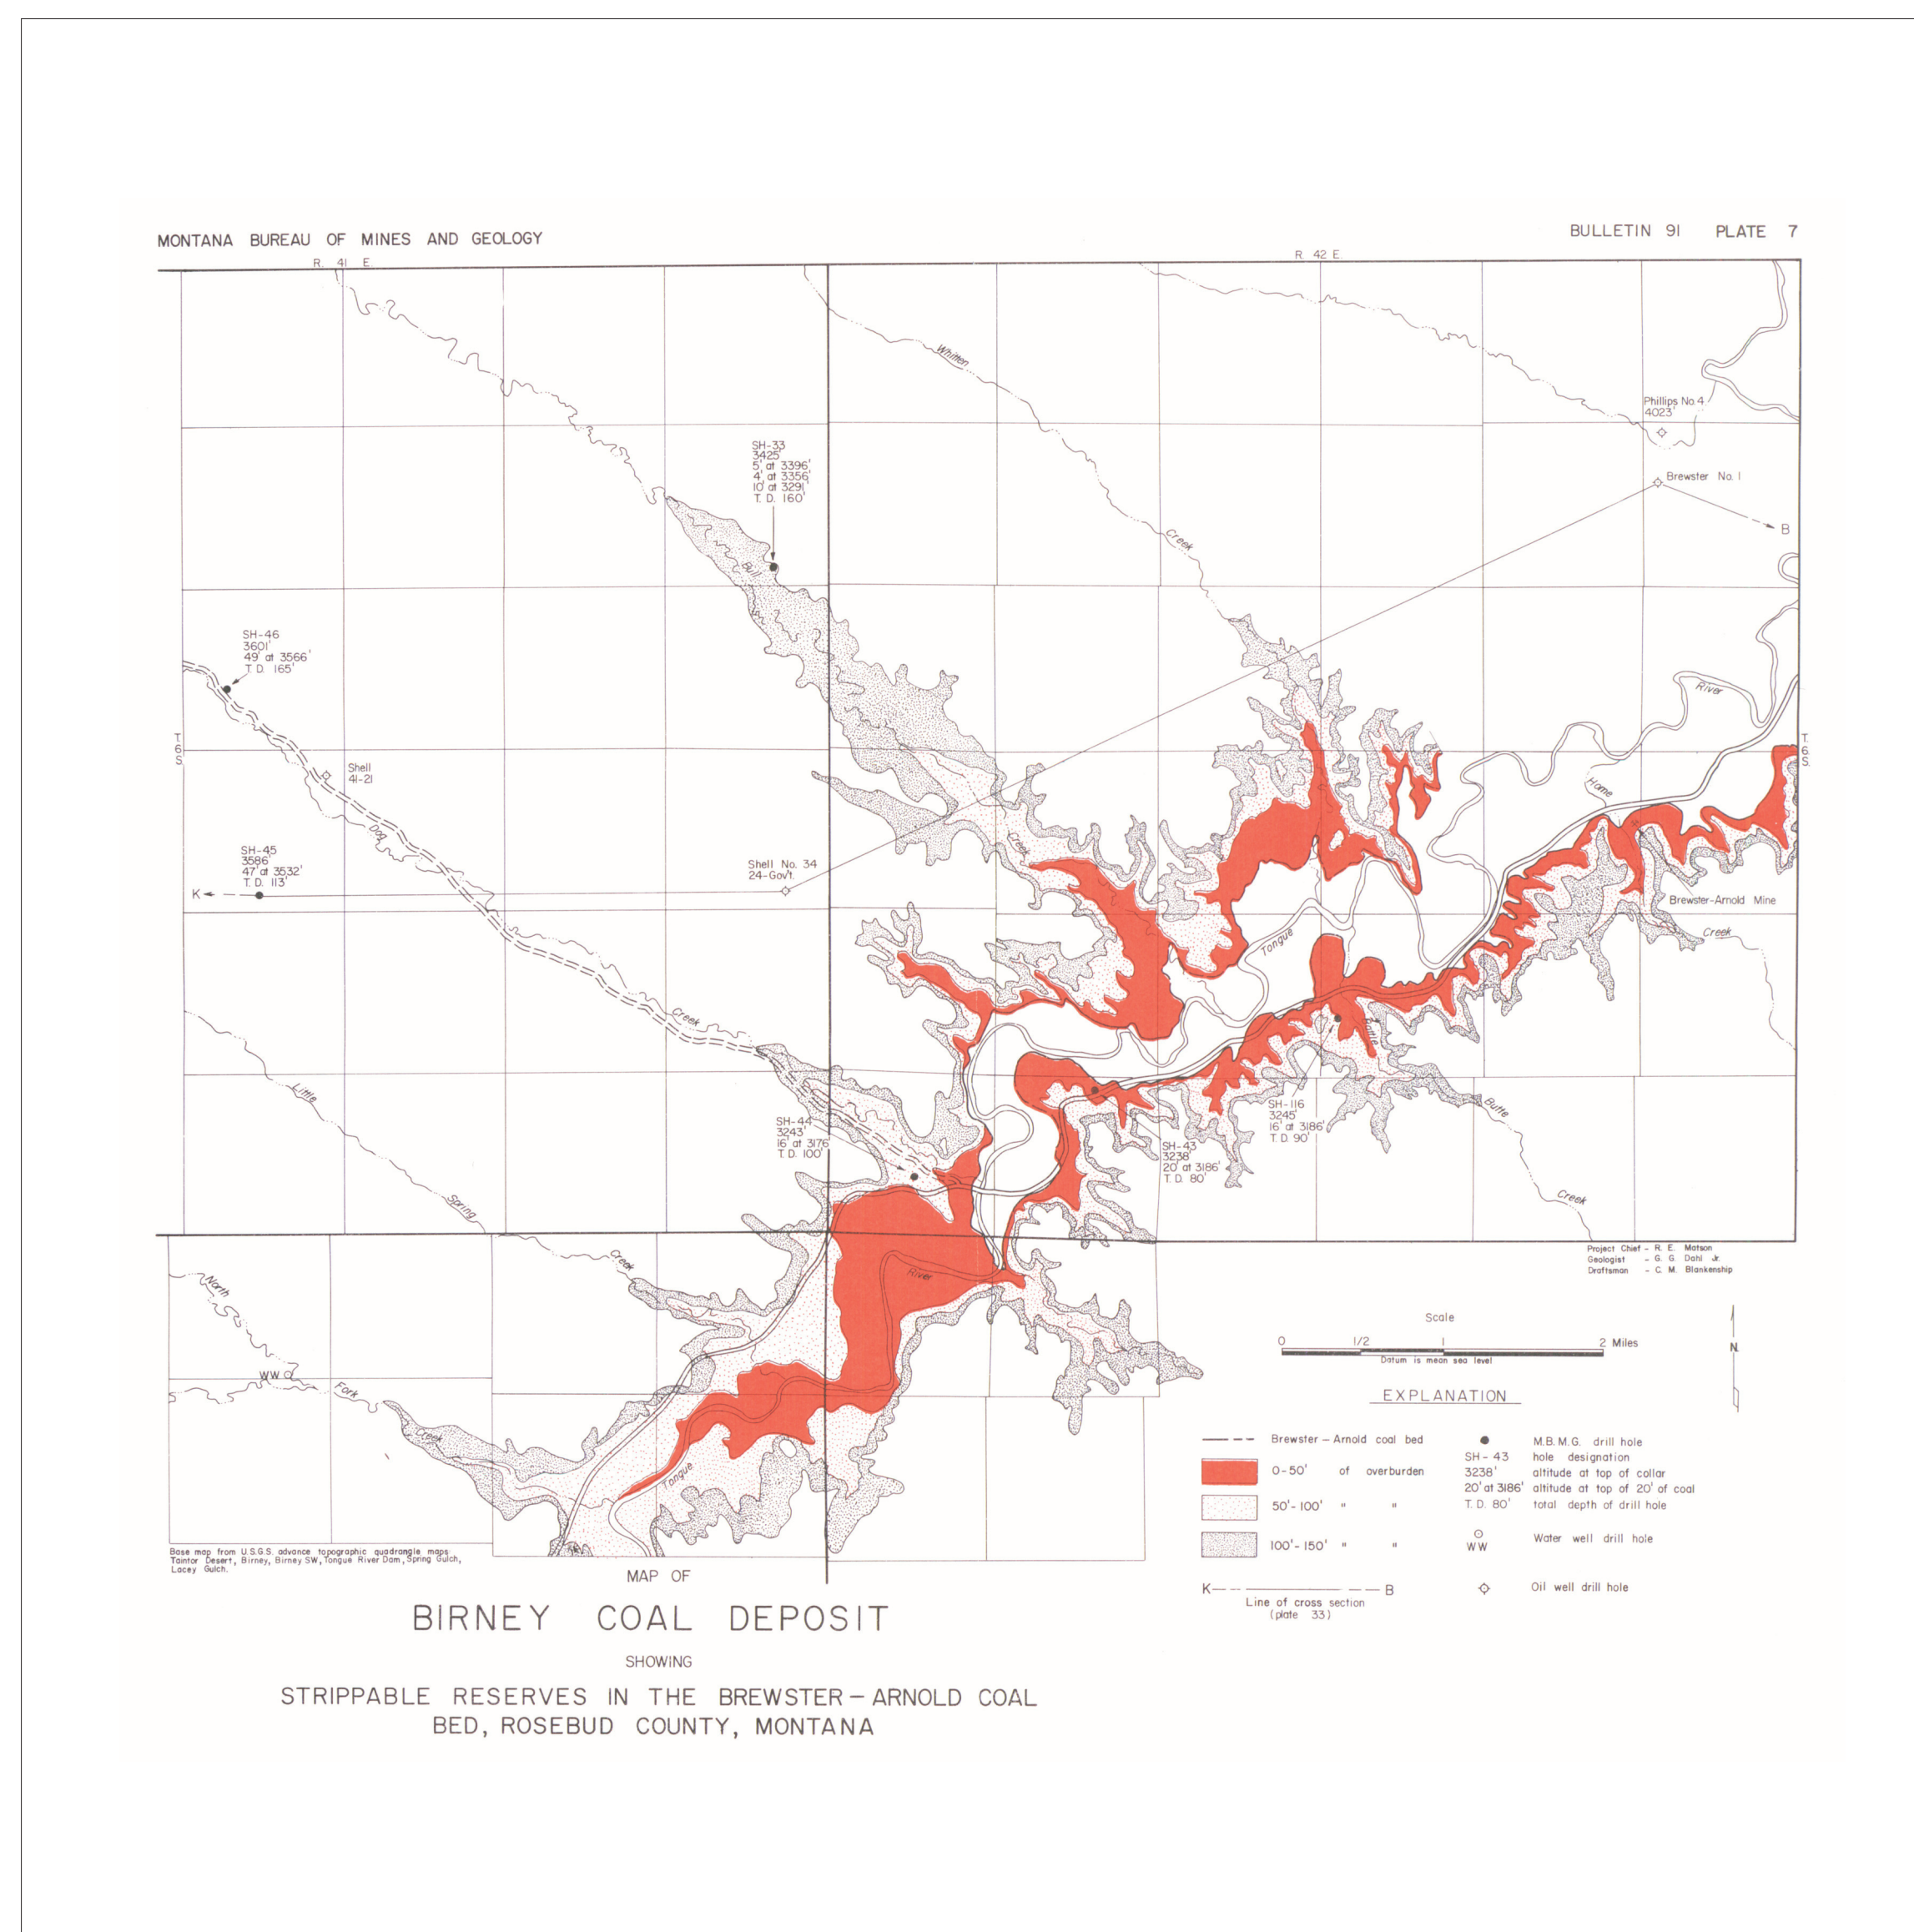 MONTANA BUREAU OF MINES AND GEOLOGY
BULLETIN 91 PLATE 7
R. 41 E.
R. 42 E.
Whitten
Creek
Phillips No. 4
4023'
Brewster No. 1
B
SH-33
3425'
5' at 3396'
4' at 3356'
10' at 3291'
T. D. 160'
Bull
Creek
SH-46
3601'
49' at 3566'
T. D. 165'
T.
6
S.
Shell
41-21
Dog
Creek
SH-45
3586'
47' at 3532'
T. D. 113'
K
Shell No. 34
24-Gov't.
River
T.
6
S.
Home
Brewster-Arnold Mine
Creek
Tongue
Little
Spring
Creek
SH-44
3243'
16' at 3176'
T. D. 100'
SH-43
3238'
20' at 3186'
T. D. 80'
SH-116
3245'
16' at 3186'
T. D. 90'
Battle
Butte
Creek
River
North
WW
Fork
Creek
Tongue
Project Chief - R. E. Matson
Geologist - G. G. Dahl Jr.
Draftsman - C. M. Blankenship
Scale
0 1/2 1 2 Miles
Datum is mean sea level
N.
EXPLANATION
Brewster - Arnold coal bed
0-50' of overburden
50'-100' " "
100'-150' " "
K B
Line of cross section
(plate 33)
M.B.M.G. drill hole
SH - 43 hole designation
3238' altitude at top of collar
20' at 3186' altitude at top of 20' of coal
T. D. 80' total depth of drill hole
WW Water well drill hole
Oil well drill hole
Base map from U.S.G.S. advance topographic quadrangle maps:
Taintor Desert, Birney, Birney SW, Tongue River Dam, Spring Gulch,
Lacey Gulch.
MAP OF
BIRNEY COAL DEPOSIT
SHOWING
STRIPPABLE RESERVES IN THE BREWSTER - ARNOLD COAL
BED, ROSEBUD COUNTY, MONTANA